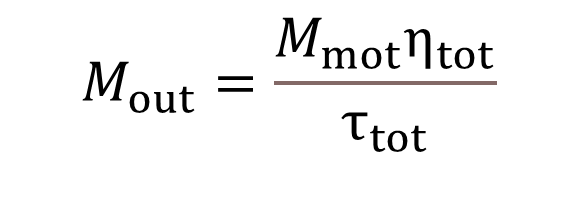 M_out = M_mot η_tot / τ_tot